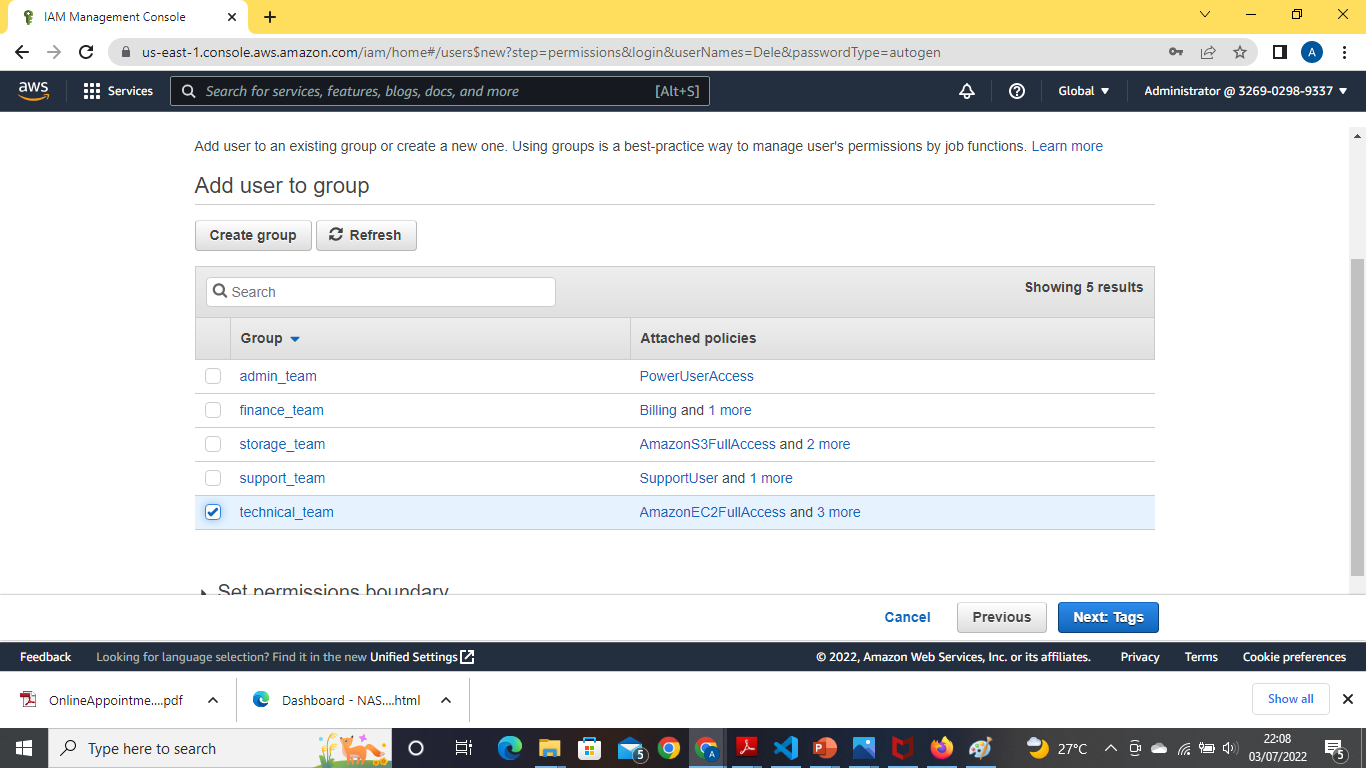 IAM Management Console
us-east-1.console.aws.amazon.com/iam/home#/users$new?step=permissions&login&userNames=Dele&passwordType=autogen
A
aws
Services
Search for services, features, blogs, docs, and more
[Alt+S]
Global
Administrator @ 3269-0298-9337
Add user to an existing group or create a new one. Using groups is a best-practice way to manage user's permissions by job functions. Learn more
Add user to group
Create group
Refresh
Search
Showing 5 results
Group
Attached policies
admin_team
PowerUserAccess
finance_team
Billing and 1 more
storage_team
AmazonS3FullAccess and 2 more
support_team
SupportUser and 1 more
technical_team
AmazonEC2FullAccess and 3 more
Set permissions boundary
Cancel
Previous
Next: Tags
Feedback
Looking for language selection? Find it in the new Unified Settings
© 2022, Amazon Web Services, Inc. or its affiliates.
Privacy
Terms
Cookie preferences
OnlineAppointme....pdf
Dashboard - NAS....html
Show all
Type here to search
5
A
27°C
22:08
03/07/2022
5